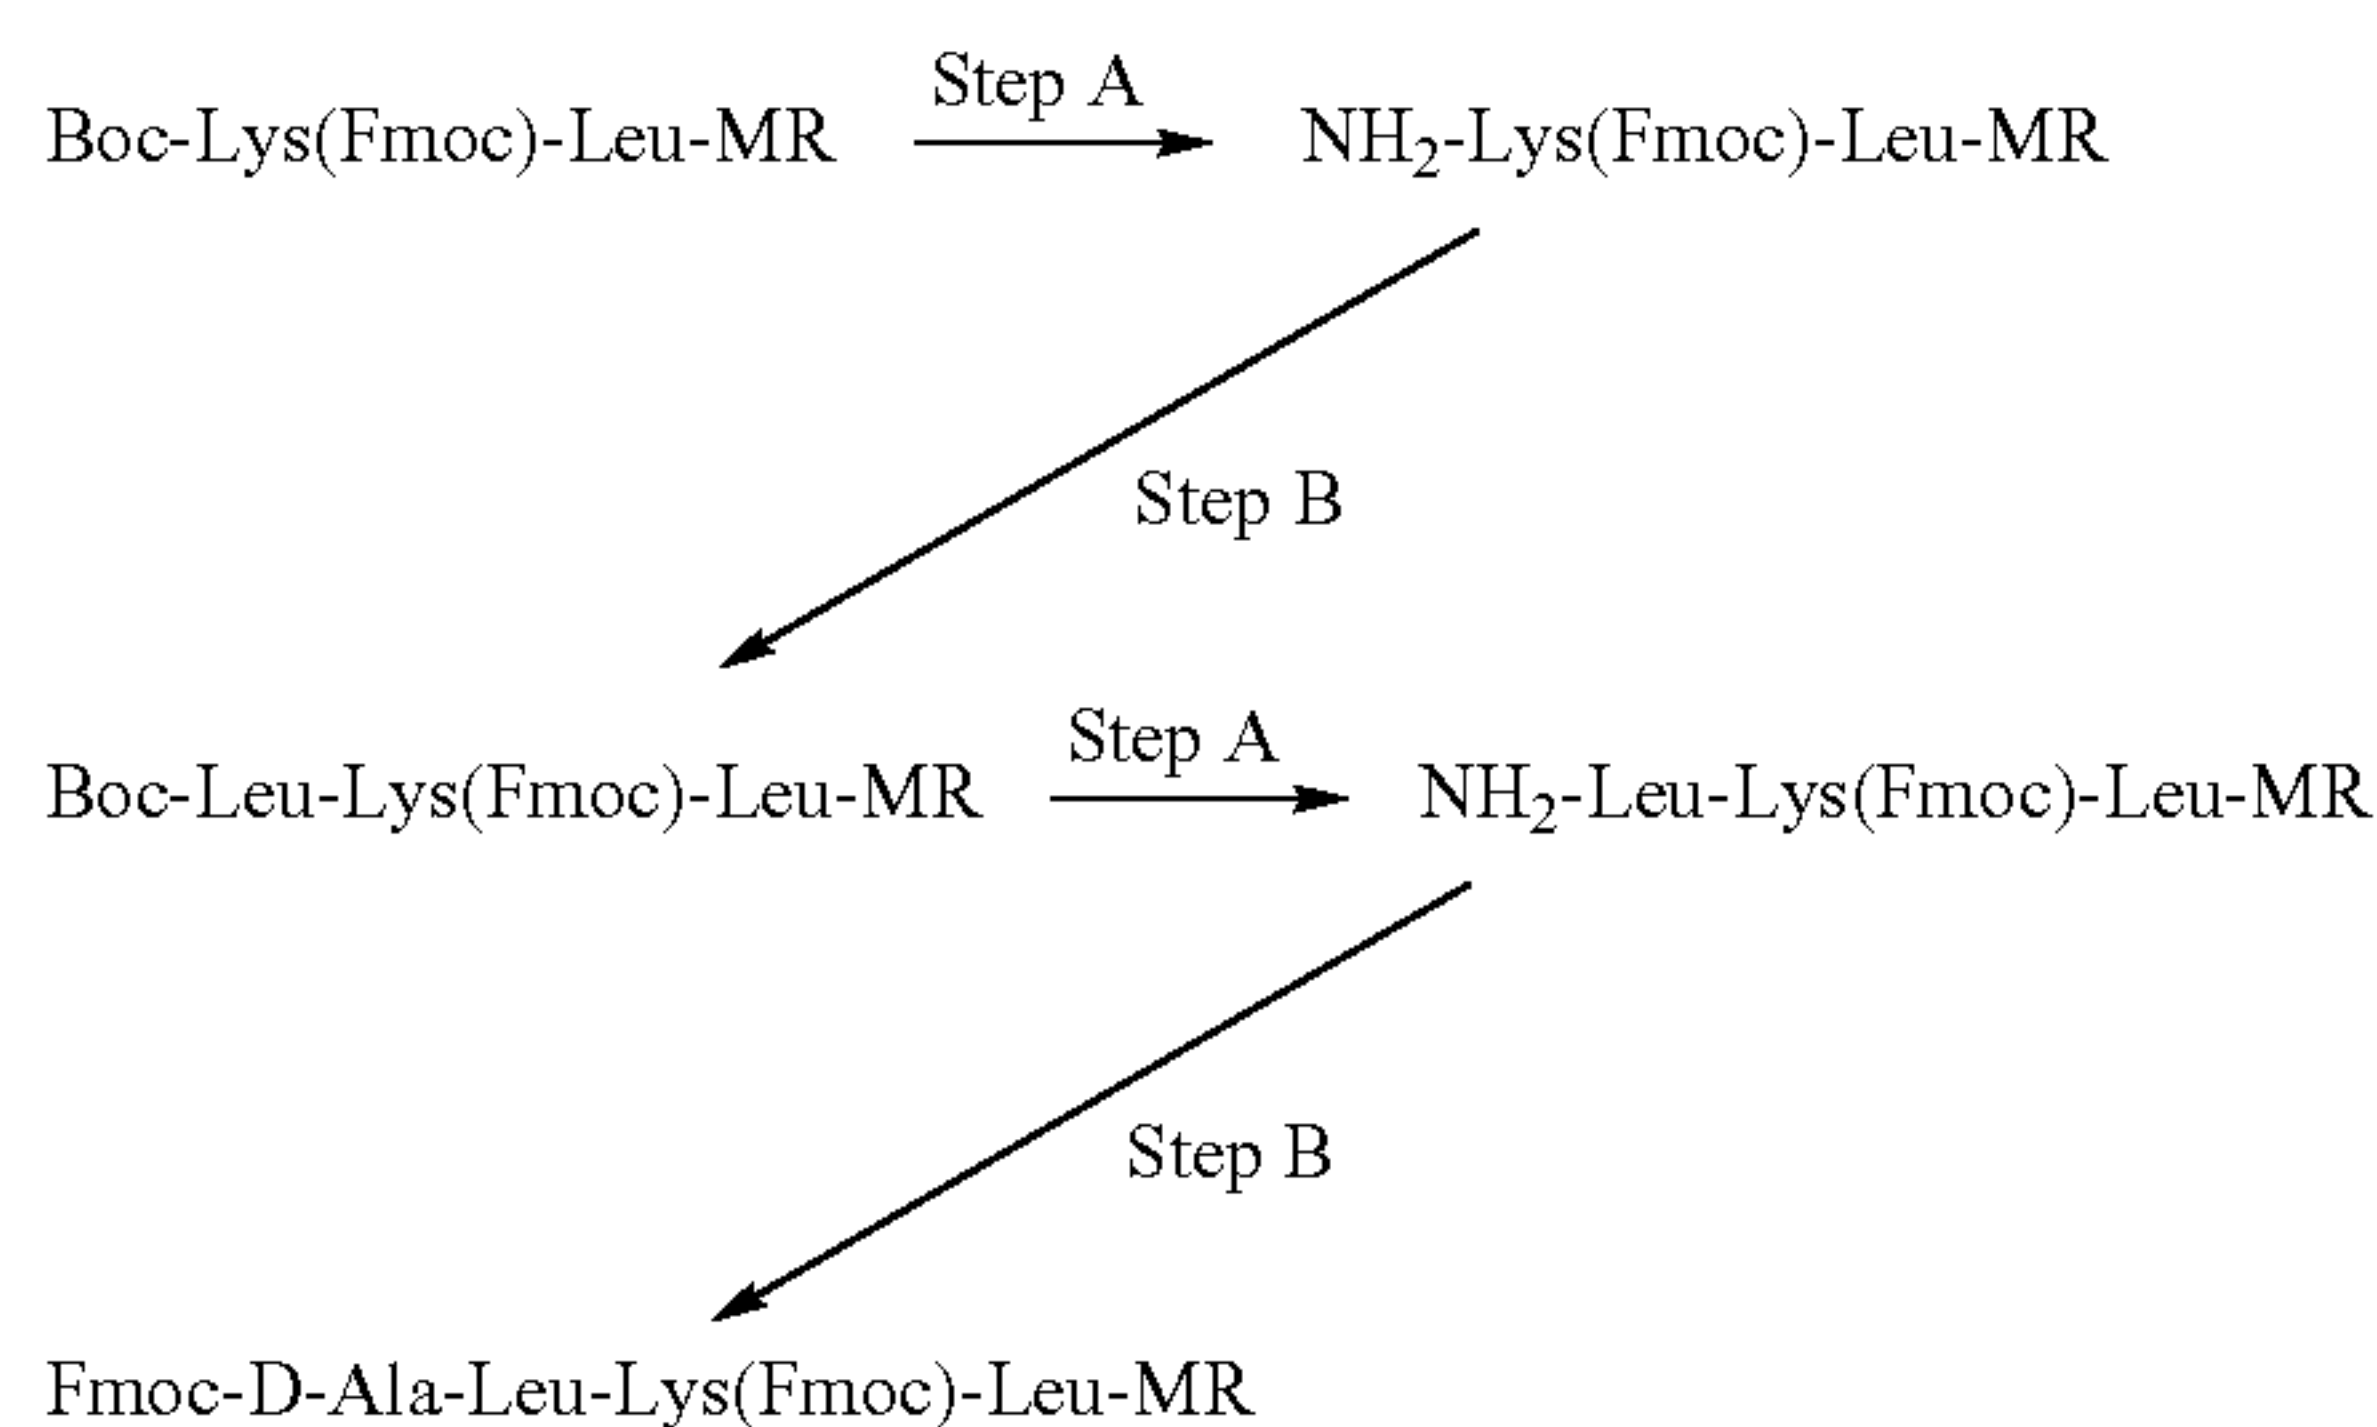 Step A
Boc-Lys(Fmoc)-Leu-MR NH₂-Lys(Fmoc)-Leu-MR
Step B
Step A
Boc-Leu-Lys(Fmoc)-Leu-MR NH₂-Leu-Lys(Fmoc)-Leu-MR
Step B
Fmoc-D-Ala-Leu-Lys(Fmoc)-Leu-MR